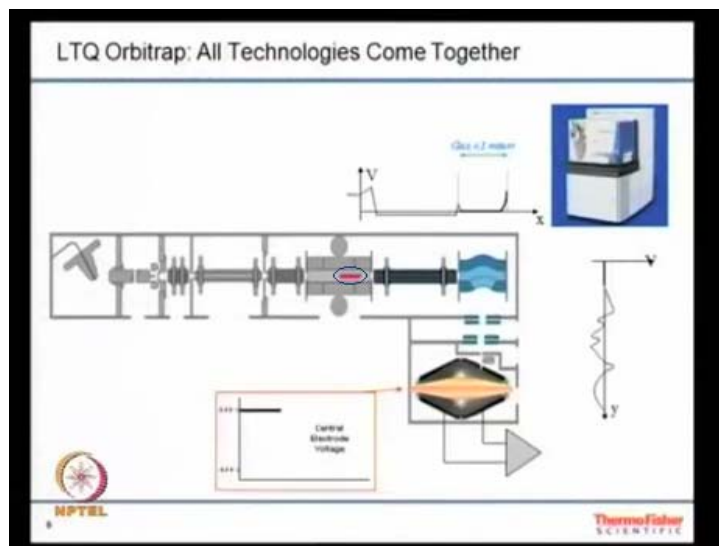 LTQ Orbitrap: All Technologies Come Together
V
x
V
y
Central
Electrode
Voltage
NPTEL
ThermoFisher
SCIENTIFIC